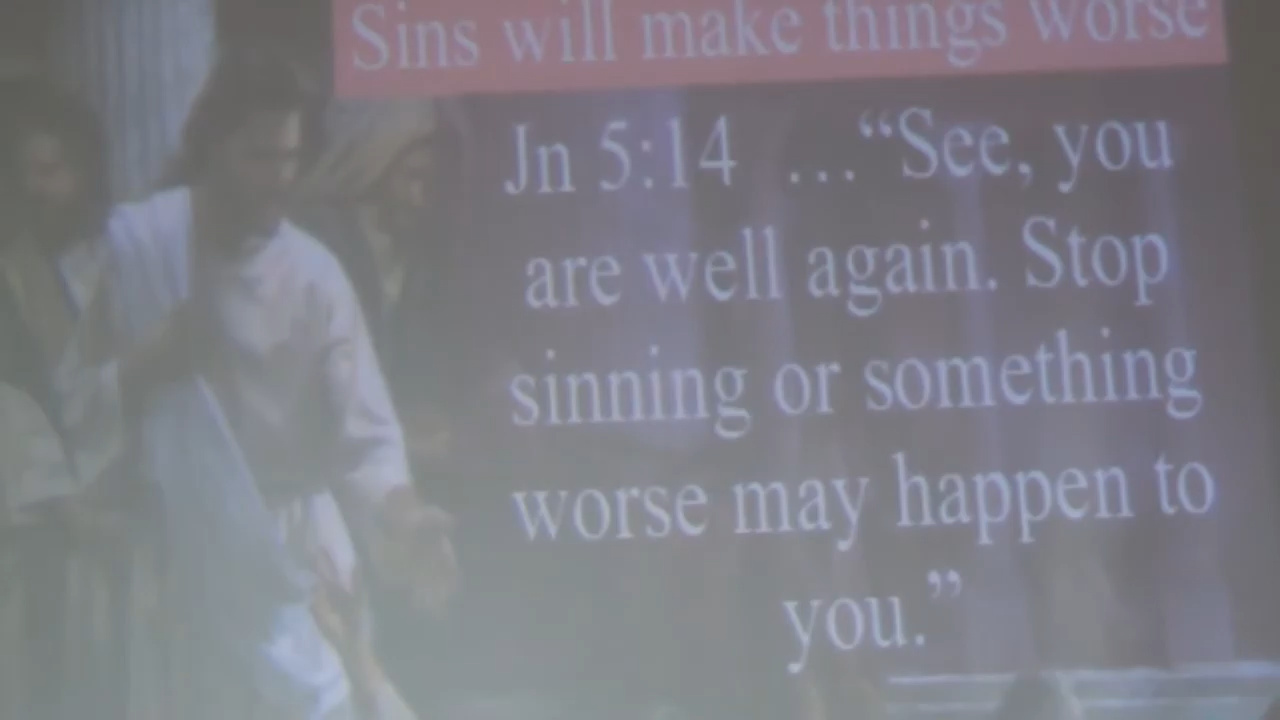 Sins will make things worse
Jn 5:14 ...“See, you
are well again. Stop
sinning or something
worse may happen to
you.”